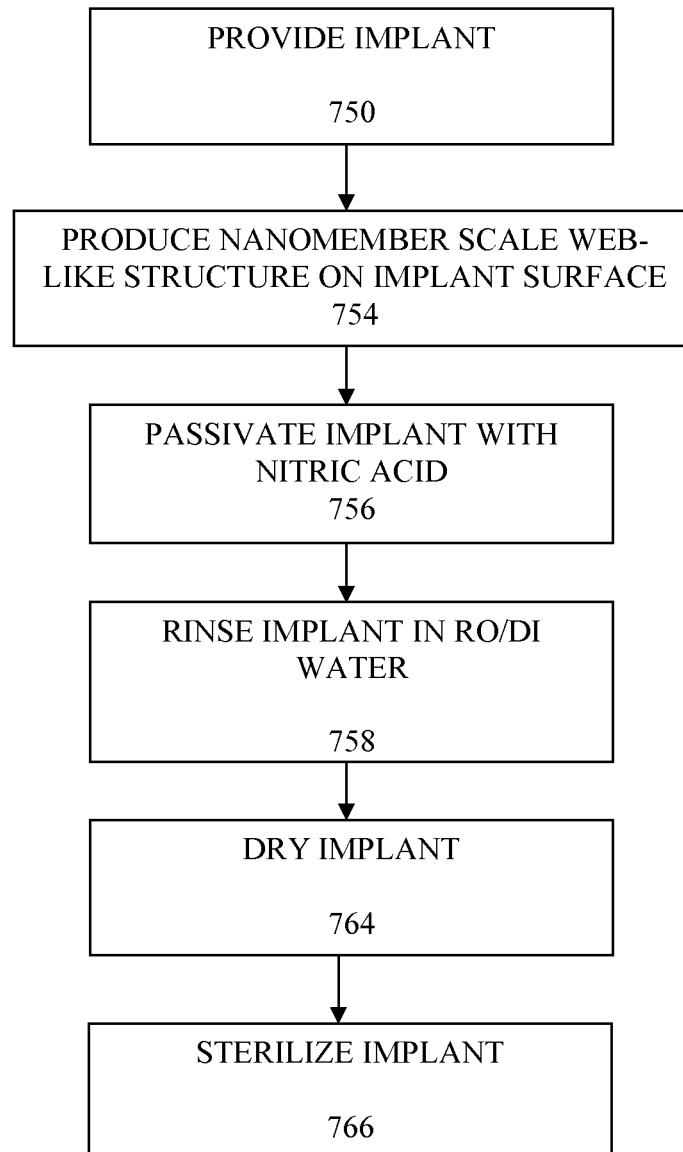 PROVIDE IMPLANT
750
PRODUCE NANOMEMBER SCALE WEB-
LIKE STRUCTURE ON IMPLANT SURFACE
754
PASSIVATE IMPLANT WITH
NITRIC ACID
756
RINSE IMPLANT IN RO/DI
WATER
758
DRY IMPLANT
764
STERILIZE IMPLANT
766